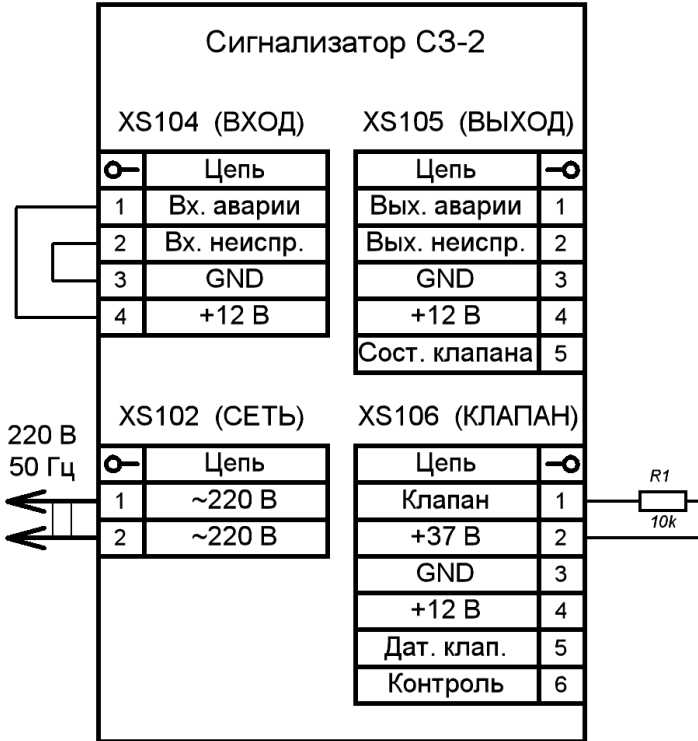 Сигнализатор СЗ-2
XS104 (ВХОД)
Цепь
1 Вх. аварии
2 Вх. неиспр.
3 GND
4 +12 В
XS105 (ВЫХОД)
Цепь
Вых. аварии 1
Вых. неиспр. 2
GND 3
+12 В 4
Сост. клапана 5
220 В
50 Гц
XS102 (СЕТЬ)
Цепь
1 ~220 В
2 ~220 В
XS106 (КЛАПАН)
Цепь
Клапан 1
+37 В 2
GND 3
+12 В 4
Дат. клап. 5
Контроль 6
R1
10k